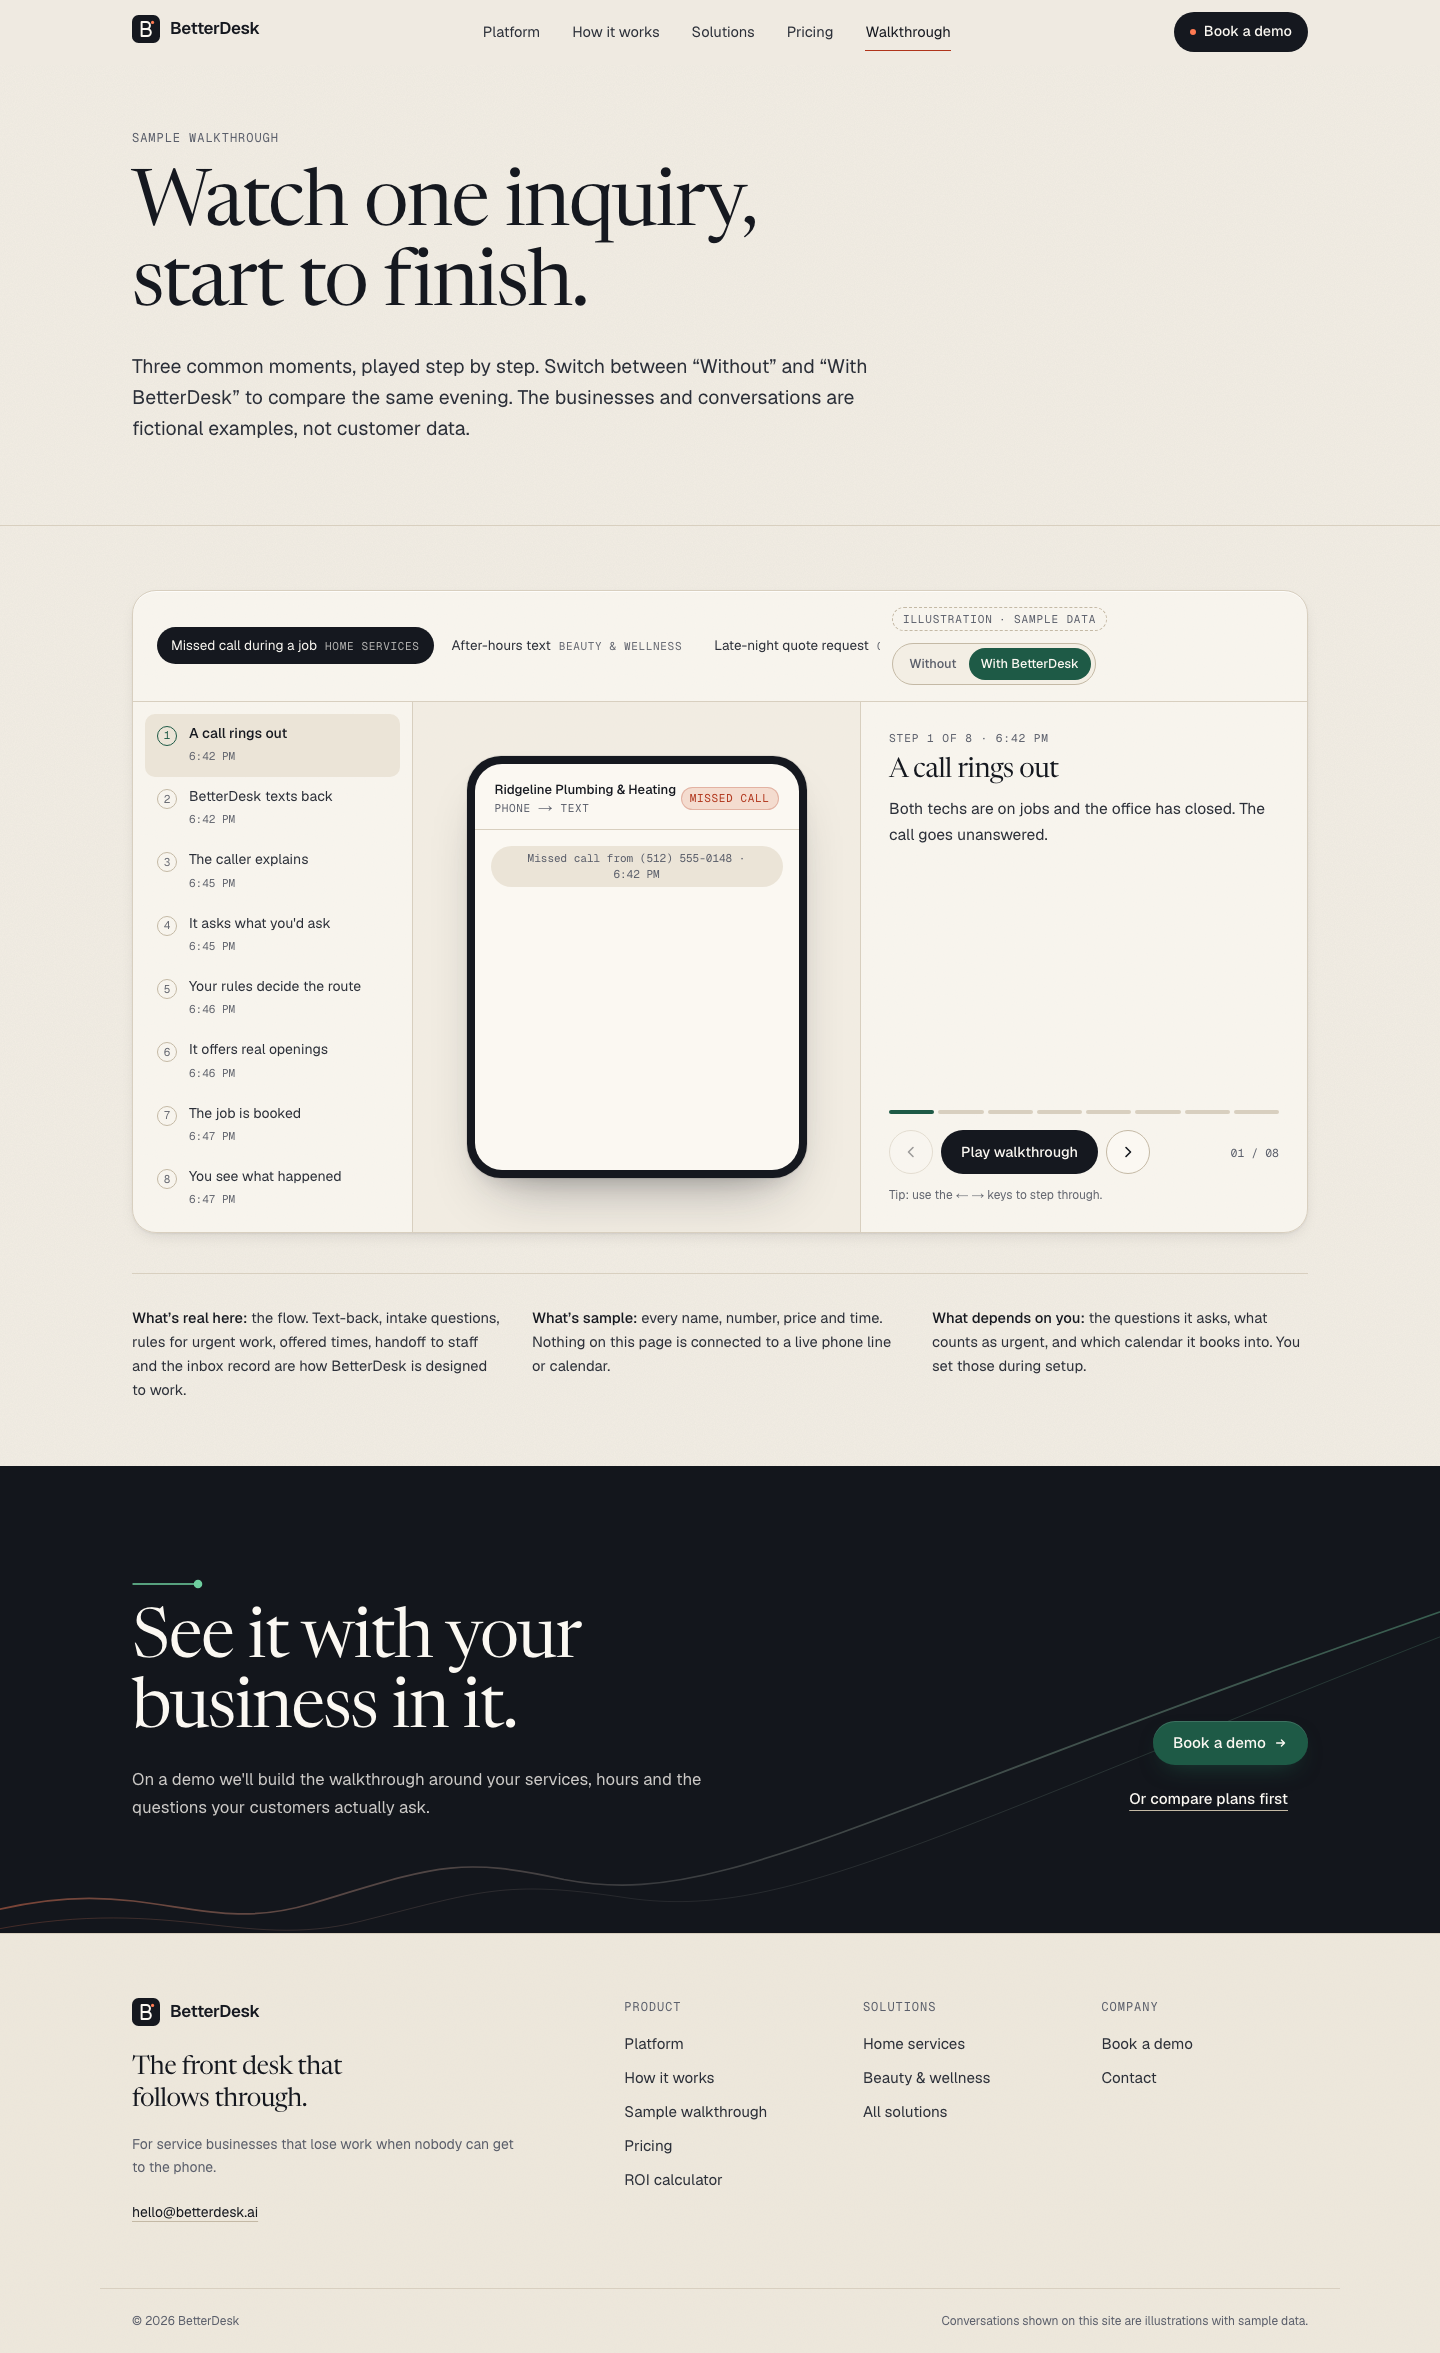 BetterDesk
Platform
How it works
Solutions
Pricing
Walkthrough
Book a demo
SAMPLE WALKTHROUGH
Watch one inquiry,
start to finish.
Three common moments, played step by step. Switch between “Without” and “With
BetterDesk” to compare the same evening. The businesses and conversations are
fictional examples, not customer data.
Missed call during a job HOME SERVICES
After-hours text BEAUTY & WELLNESS
Late-night quote request
ILLUSTRATION · SAMPLE DATA
Without
With BetterDesk
1
A call rings out
6:42 PM
2
BetterDesk texts back
6:42 PM
3
The caller explains
6:45 PM
4
It asks what you'd ask
6:45 PM
5
Your rules decide the route
6:46 PM
6
It offers real openings
6:46 PM
7
The job is booked
6:47 PM
8
You see what happened
6:47 PM
Ridgeline Plumbing & Heating
PHONE → TEXT
MISSED CALL
Missed call from (512) 555-0148 ·
6:42 PM
STEP 1 OF 8 · 6:42 PM
A call rings out
Both techs are on jobs and the office has closed. The
call goes unanswered.
Play walkthrough
01 / 08
Tip: use the ← → keys to step through.
What’s real here: the flow. Text-back, intake questions,
rules for urgent work, offered times, handoff to staff
and the inbox record are how BetterDesk is designed
to work.
What’s sample: every name, number, price and time.
Nothing on this page is connected to a live phone line
or calendar.
What depends on you: the questions it asks, what
counts as urgent, and which calendar it books into. You
set those during setup.
See it with your
business in it.
On a demo we'll build the walkthrough around your services, hours and the
questions your customers actually ask.
Book a demo →
Or compare plans first
BetterDesk
The front desk that
follows through.
For service businesses that lose work when nobody can get
to the phone.
hello@betterdesk.ai
PRODUCT
Platform
How it works
Sample walkthrough
Pricing
ROI calculator
SOLUTIONS
Home services
Beauty & wellness
All solutions
COMPANY
Book a demo
Contact
© 2026 BetterDesk
Conversations shown on this site are illustrations with sample data.